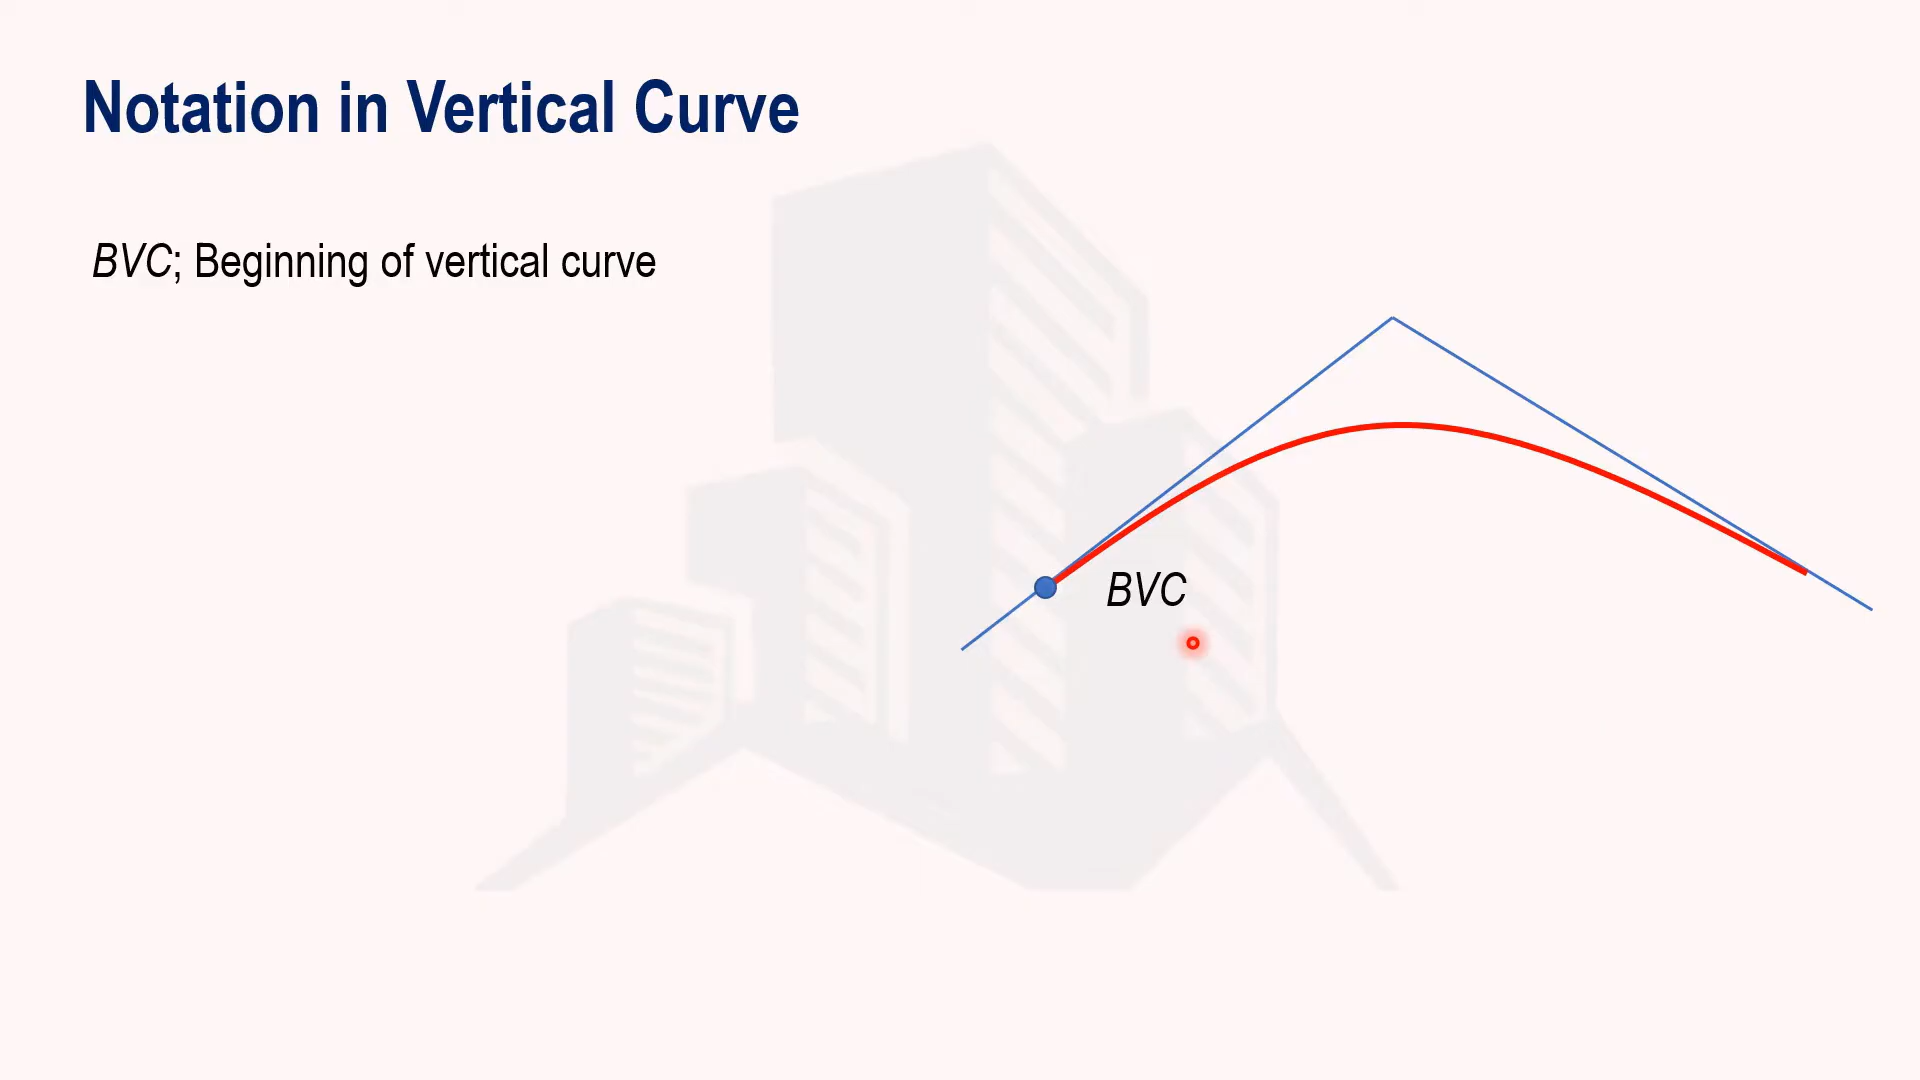 Notation in Vertical Curve
BVC; Beginning of vertical curve
BVC